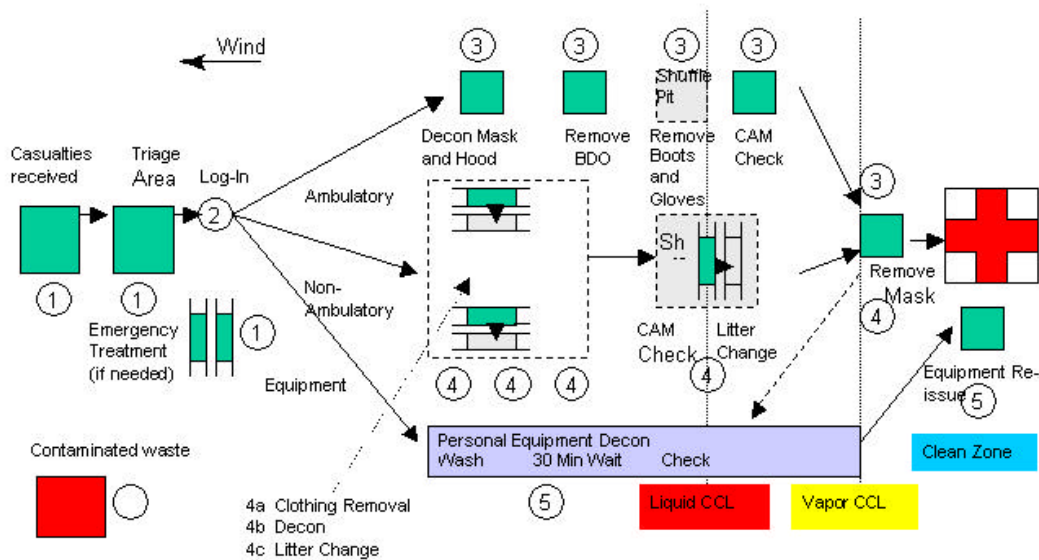 Wind
3
3
3
3
Shuffle
Pit
Decon Mask
and Hood
Remove
BDO
Remove
Boots
and
Gloves
CAM
Check
Casualties
received
Triage
Area
Log-In
2
Ambulatory
Non-
Ambulatory
Equipment
1
1
1
Emergency
Treatment
(if needed)
Sh
CAM
Check
Litter
Change
4
4
4
4
3
Remove
Mask
4
Equipment Re-
issue
5
Personal Equipment Decon
Wash 30 Min Wait Check
5
Contaminated waste
4a Clothing Removal
4b Decon
4c Litter Change
Liquid CCL
Vapor CCL
Clean Zone